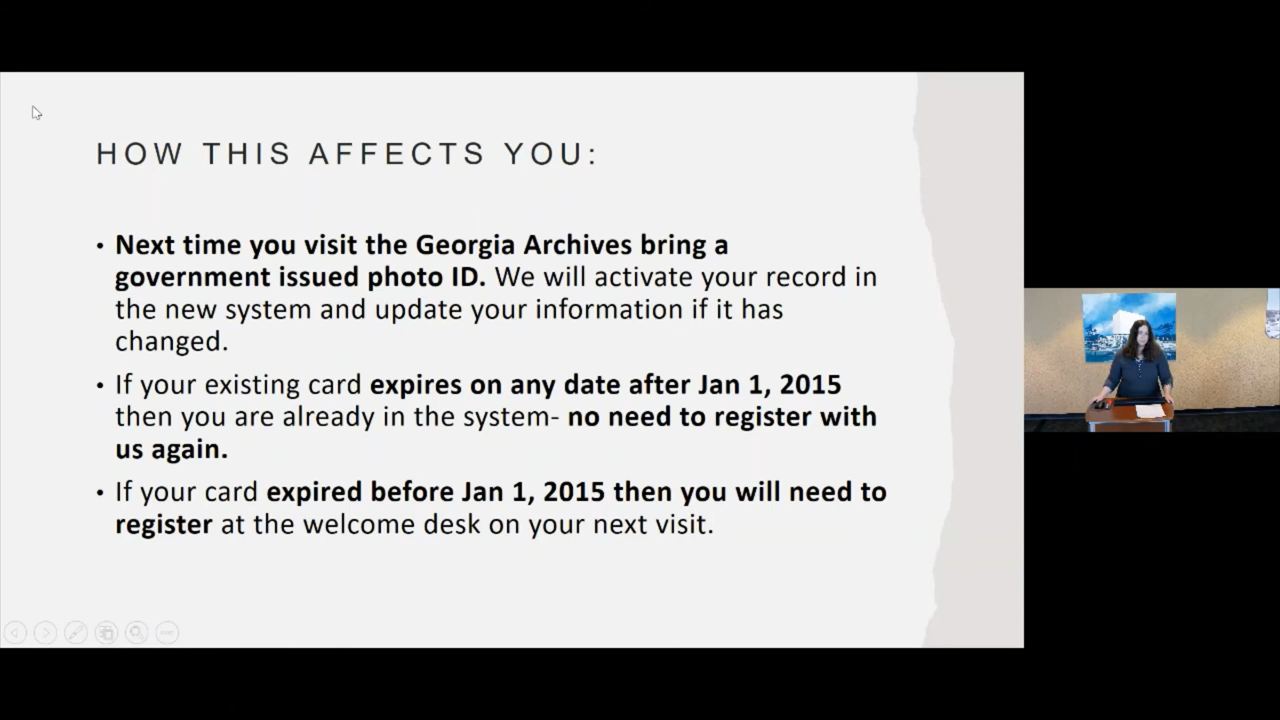 HOW THIS AFFECTS YOU:
• Next time you visit the Georgia Archives bring a
government issued photo ID. We will activate your record in
the new system and update your information if it has
changed.
• If your existing card expires on any date after Jan 1, 2015
then you are already in the system- no need to register with
us again.
• If your card expired before Jan 1, 2015 then you will need to
register at the welcome desk on your next visit.